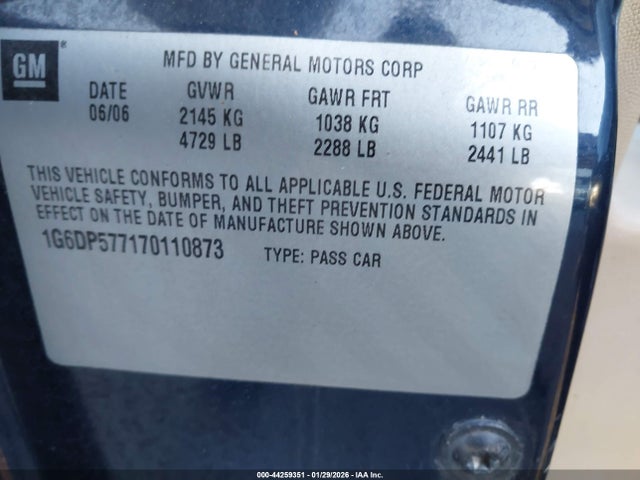 GM®
MFD BY GENERAL MOTORS CORP
DATE GVWR GAWR FRT GAWR RR
06/06 2145 KG 1038 KG 1107 KG
4729 LB 2288 LB 2441 LB
THIS VEHICLE CONFORMS TO ALL APPLICABLE U.S. FEDERAL MOTOR
VEHICLE SAFETY, BUMPER, AND THEFT PREVENTION STANDARDS IN
EFFECT ON THE DATE OF MANUFACTURE SHOWN ABOVE.
1G6DP577170110873 TYPE: PASS CAR
000-44259351 - 01/29/2026 - IAA Inc.